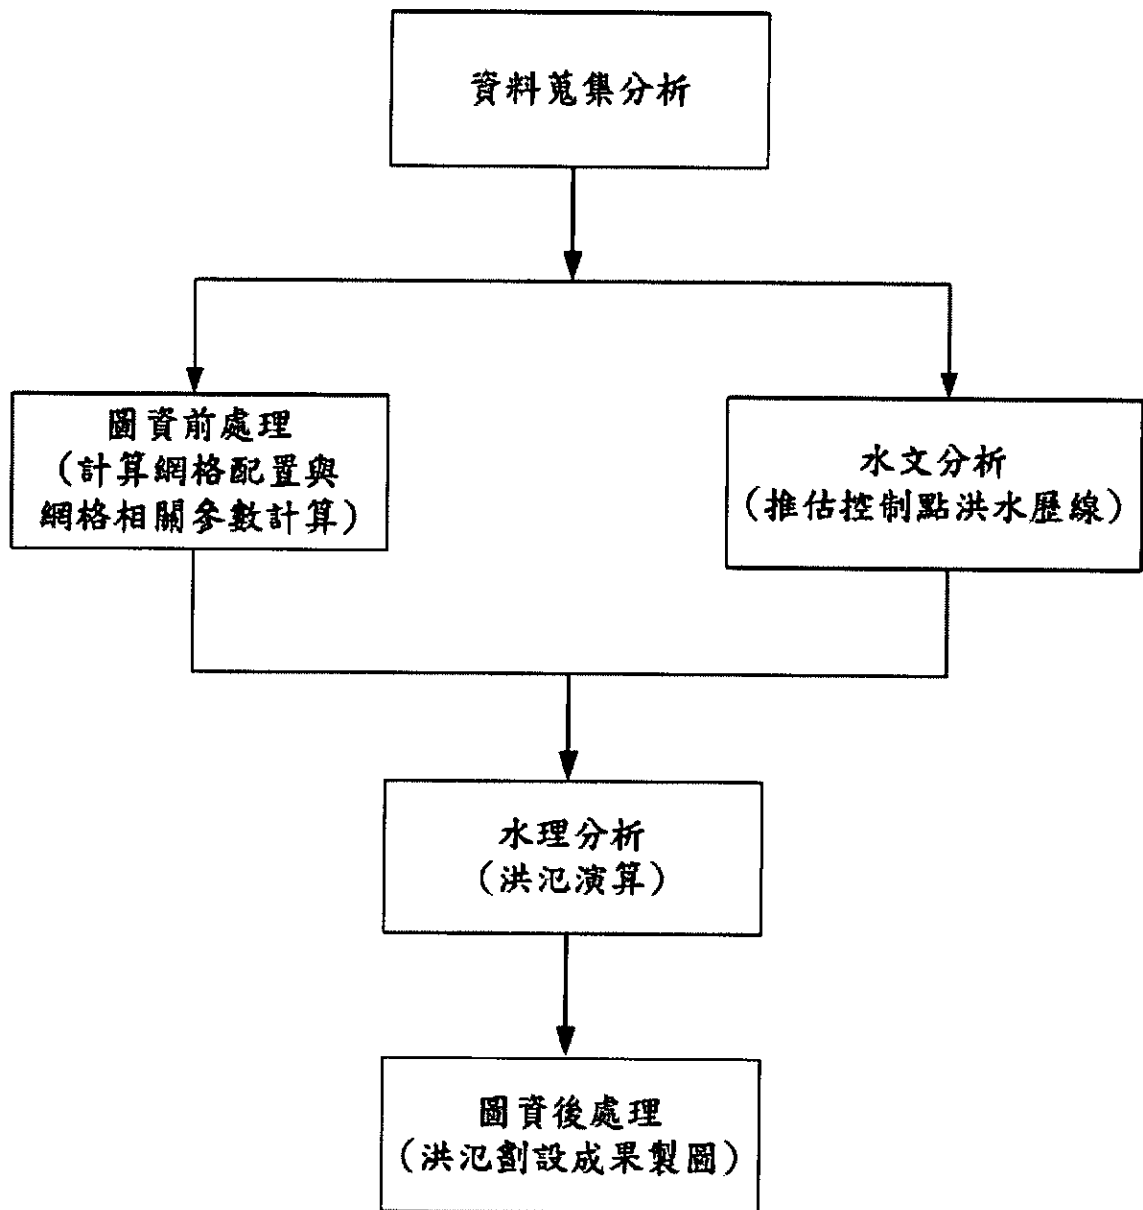 資料蒐集分析
圖資前處理
(計算網格配置與
網格相關參數計算)
水文分析
(推估控制點洪水歷線)
水理分析
(洪氾演算)
圖資後處理
(洪氾劃設成果製圖)